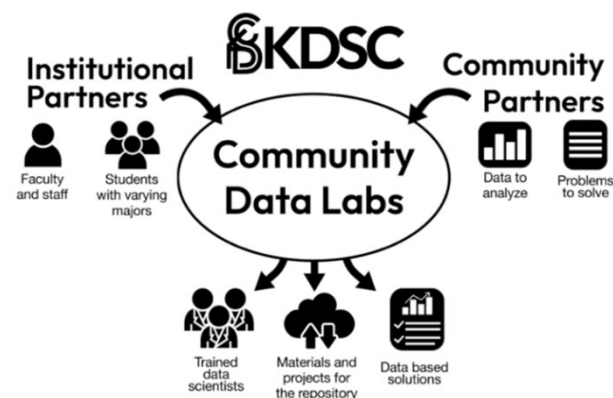 KDSC
Institutional
Partners
Community
Partners
Faculty
and staff
Students
with varying
majors
Community
Data Labs
Data to
analyze
Problems
to solve
Trained
data
scientists
Materials and
projects for
the repository
Data based
solutions